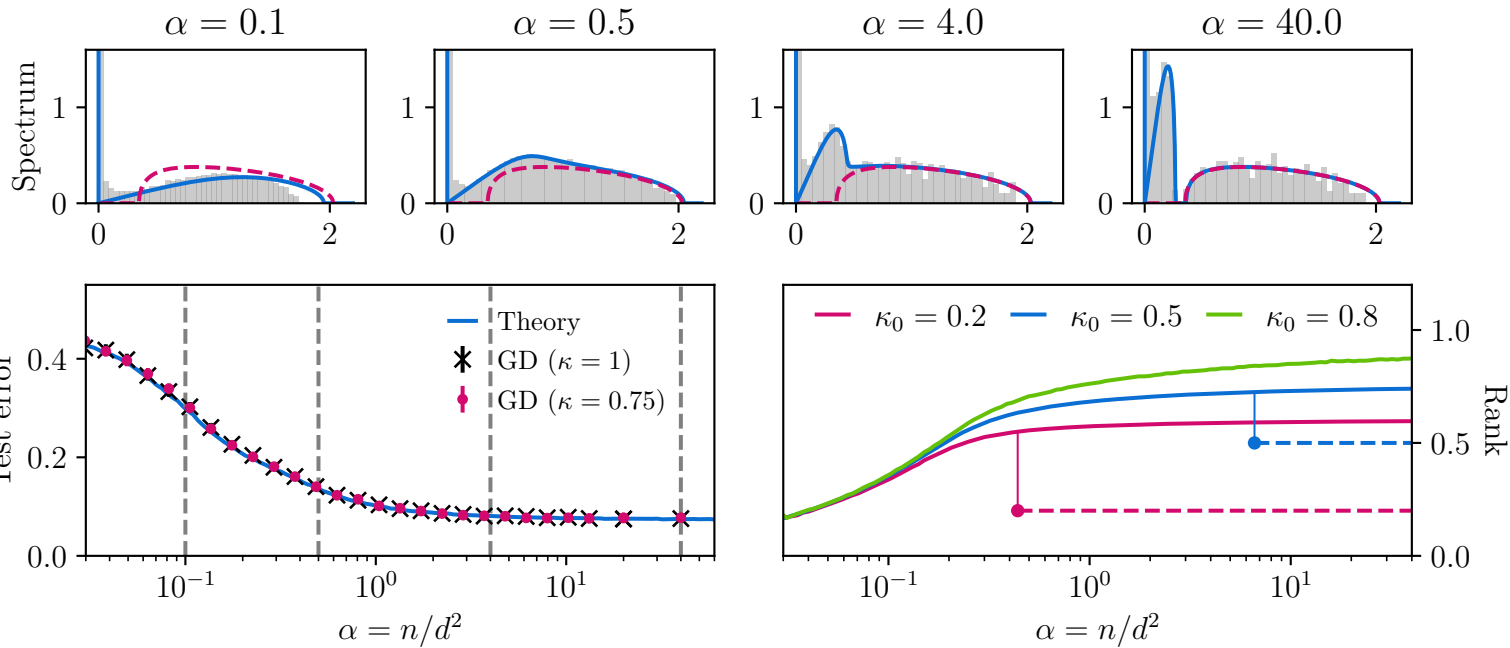 α = 0.1
α = 0.5
α = 4.0
α = 40.0
Spectrum
1
0
0
2
1
0
0
2
1
0
0
2
1
0
0
2
Test error
0.4
0.2
0.0
Theory
GD (κ = 1)
GD (κ = 0.75)
10⁻¹
10⁰
10¹
α = n/d²
κ₀ = 0.2
κ₀ = 0.5
κ₀ = 0.8
1.0
0.5
0.0
Rank
10⁻¹
10⁰
10¹
α = n/d²